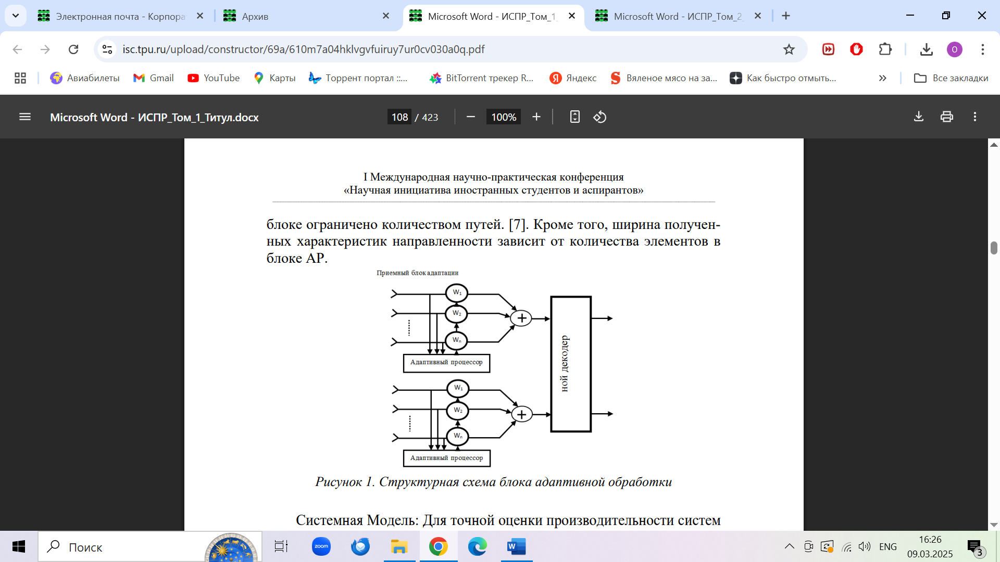 Электронная почта - Корпора
Архив
Microsoft Word - ИСПР_Том_1_
Microsoft Word - ИСПР_Том_2_
isc.tpu.ru/upload/constructor/69a/610m7a04hklvgvfuiruy7ur0cv030a0q.pdf
O
Авиабилеты
Gmail
YouTube
Карты
Торрент портал ::...
BitTorrent трекер R...
Яндекс
Вяленое мясо на за...
Как быстро отмыть...
Все закладки
Microsoft Word - ИСПР_Том_1_Титул.docx
108 / 423
100%
I Международная научно-практическая конференция
«Научная инициатива иностранных студентов и аспирантов»
блоке ограничено количеством путей. [7]. Кроме того, ширина получен-
ных характеристик направленности зависит от количества элементов в
блоке АР.
Приемный блок адаптации
W1
W2
Wn
Адаптивный процессор
W1
W2
Wn
Адаптивный процессор
ной декодер
Рисунок 1. Структурная схема блока адаптивной обработки
Системная Модель: Для точной оценки производительности систем
Поиск
zoom
W
ENG
16:26
09.03.2025
3